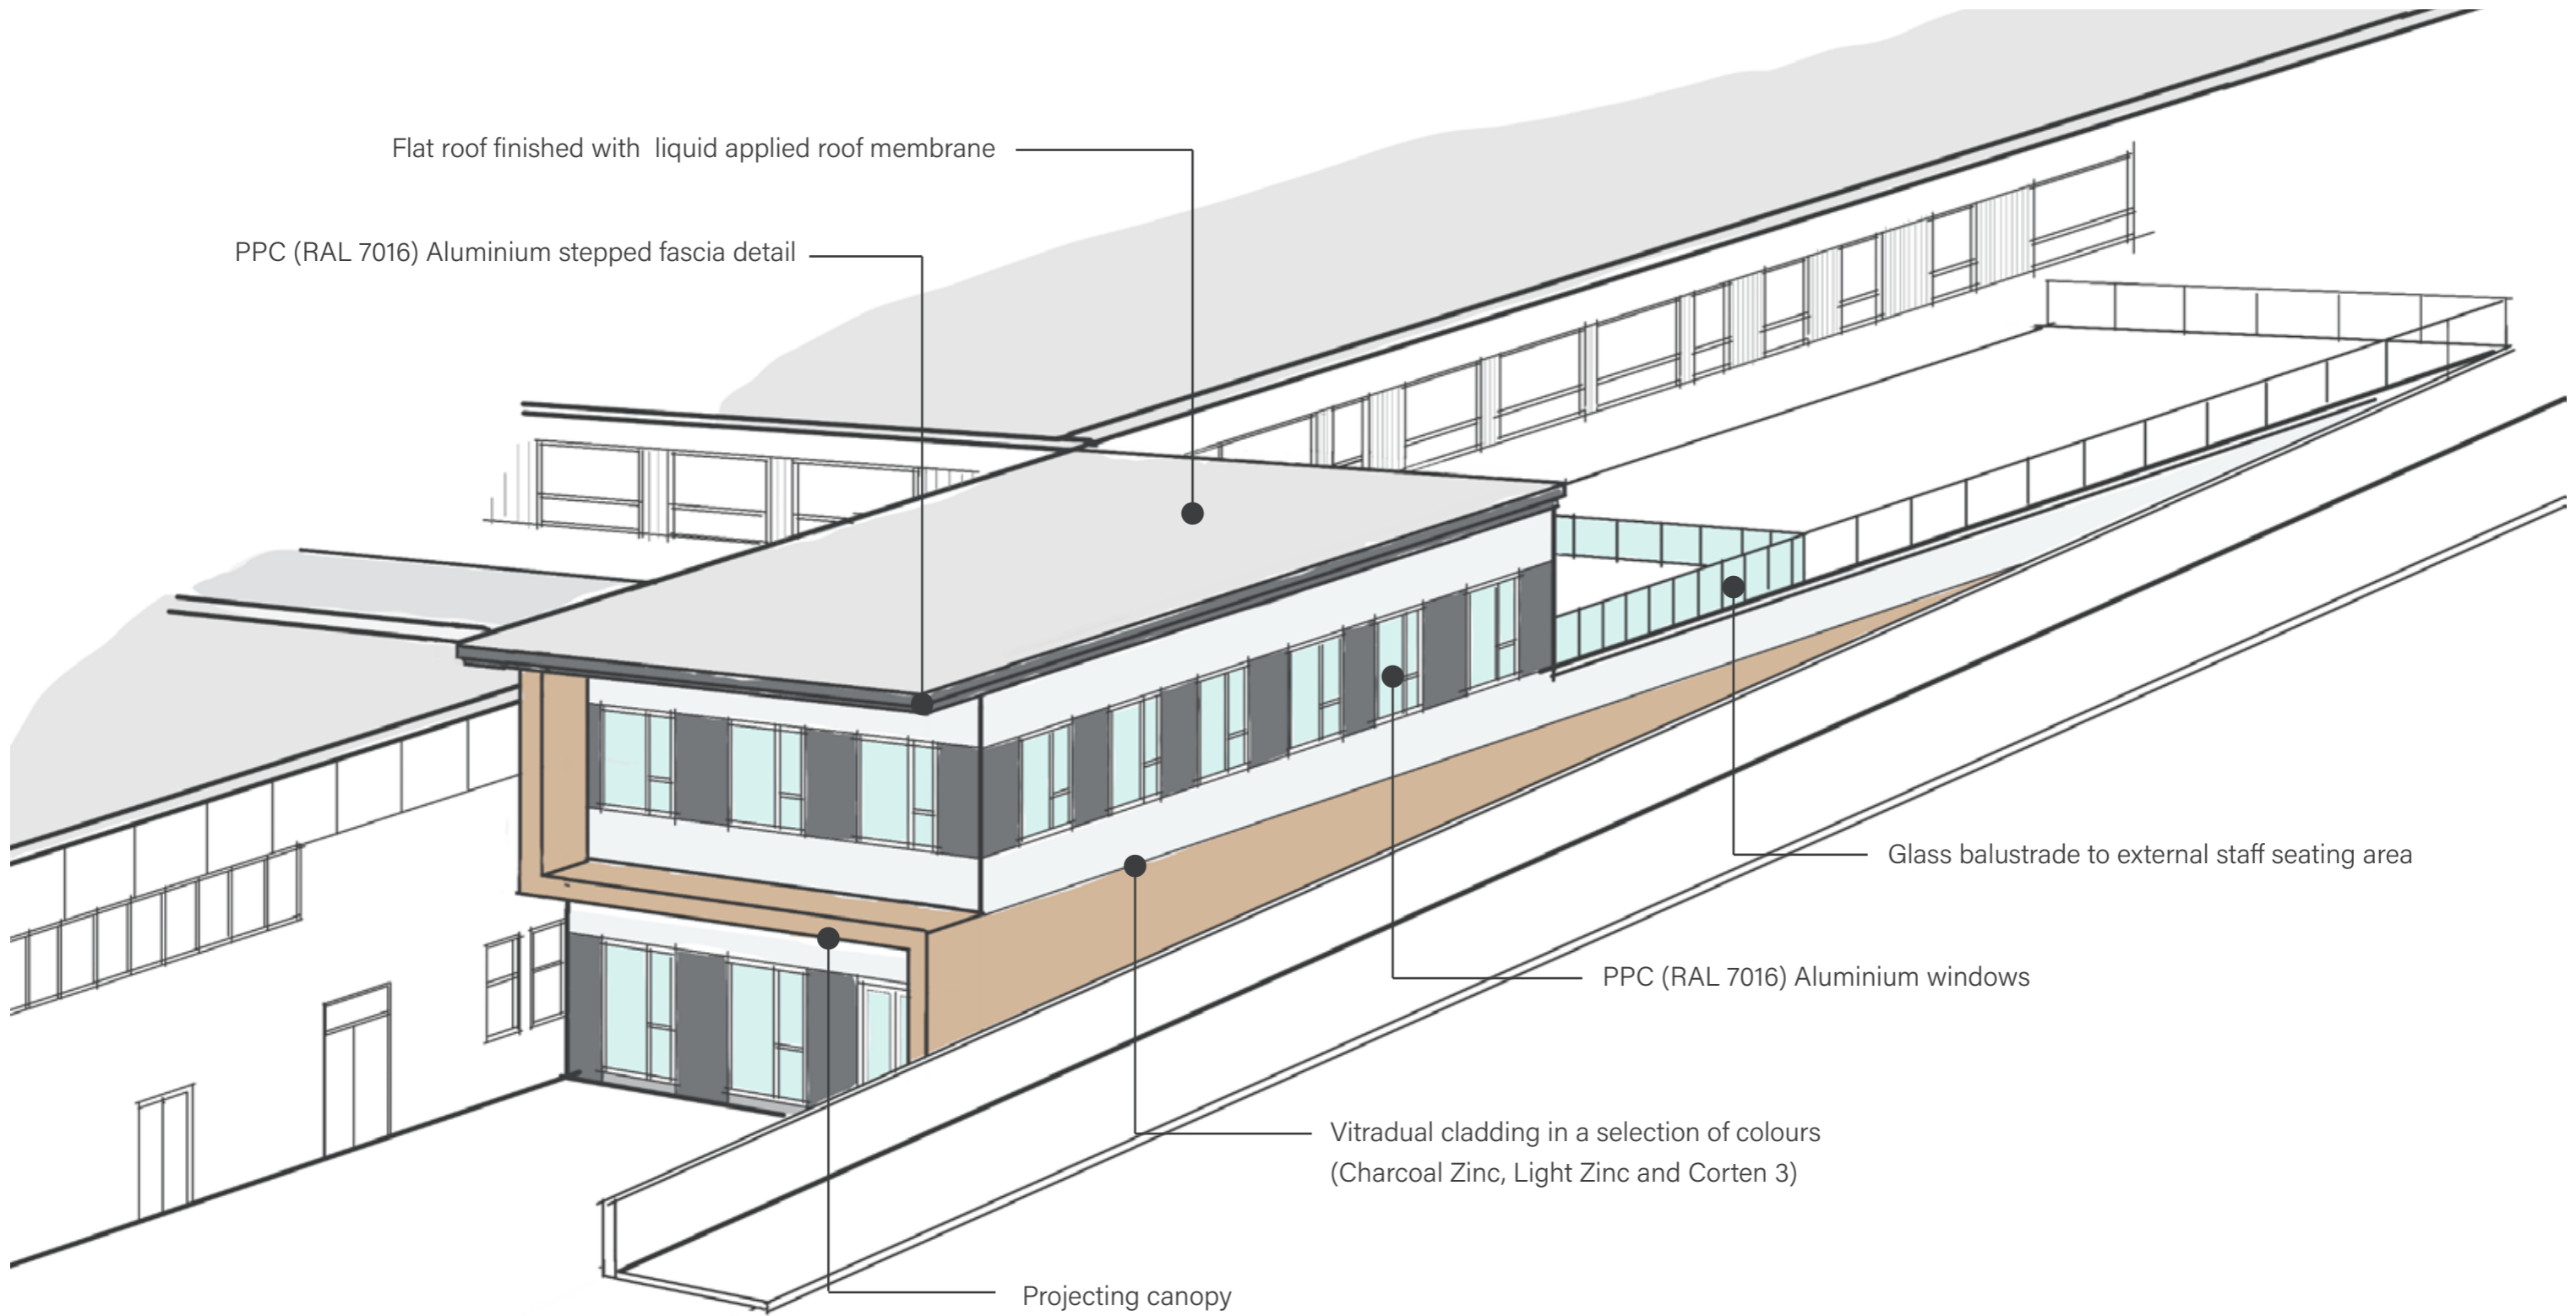 Flat roof finished with liquid applied roof membrane
PPC (RAL 7016) Aluminium stepped fascia detail
Glass balustrade to external staff seating area
PPC (RAL 7016) Aluminium windows
Vitradual cladding in a selection of colours
(Charcoal Zinc, Light Zinc and Corten 3)
Projecting canopy